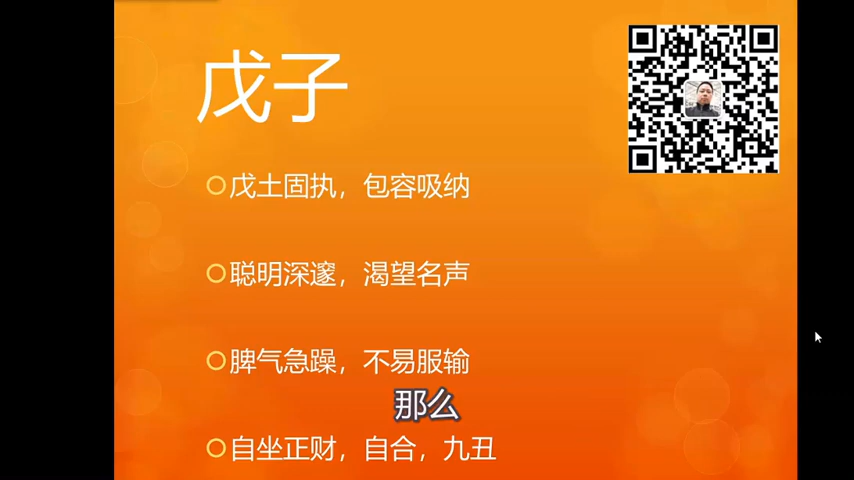 戊子
戊土固执，包容吸纳
聪明深邃，渴望名声
脾气急躁，不易服输
那么
自坐正财，自合，九丑